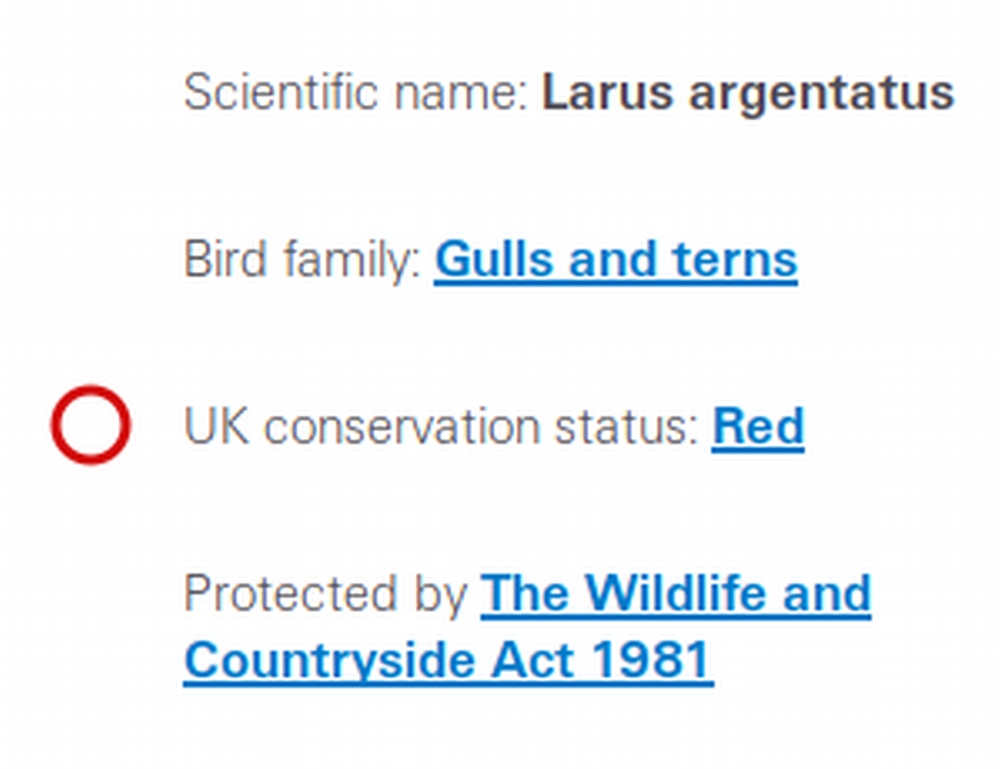 Scientific name: Larus argentatus
Bird family: Gulls and terns
UK conservation status: Red
Protected by The Wildlife and
Countryside Act 1981